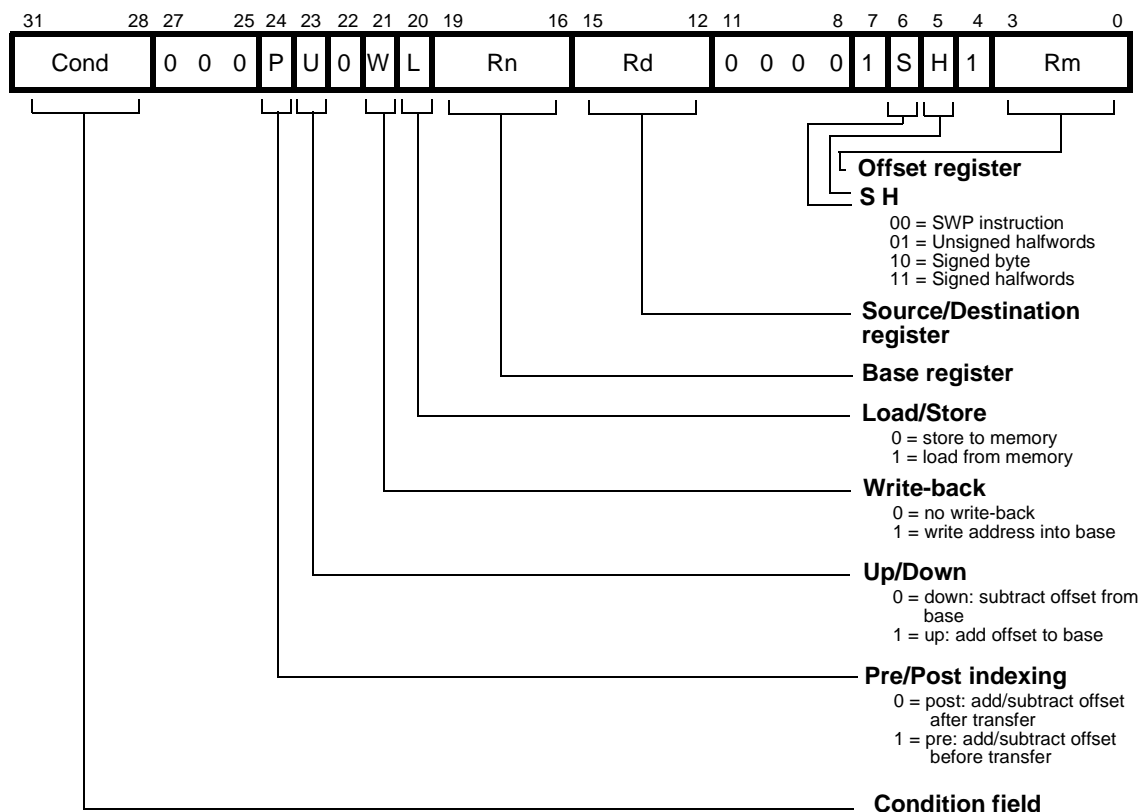 31 28 27 25 24 23 22 21 20 19 16 15 12 11 8 7 6 5 4 3 0
Cond 0 0 0 P U 0 W L Rn Rd 0 0 0 0 1 S H 1 Rm
Offset register
S H
00 = SWP instruction
01 = Unsigned halfwords
10 = Signed byte
11 = Signed halfwords
Source/Destination
register
Base register
Load/Store
0 = store to memory
1 = load from memory
Write-back
0 = no write-back
1 = write address into base
Up/Down
0 = down: subtract offset from
base
1 = up: add offset to base
Pre/Post indexing
0 = post: add/subtract offset
after transfer
1 = pre: add/subtract offset
before transfer
Condition field